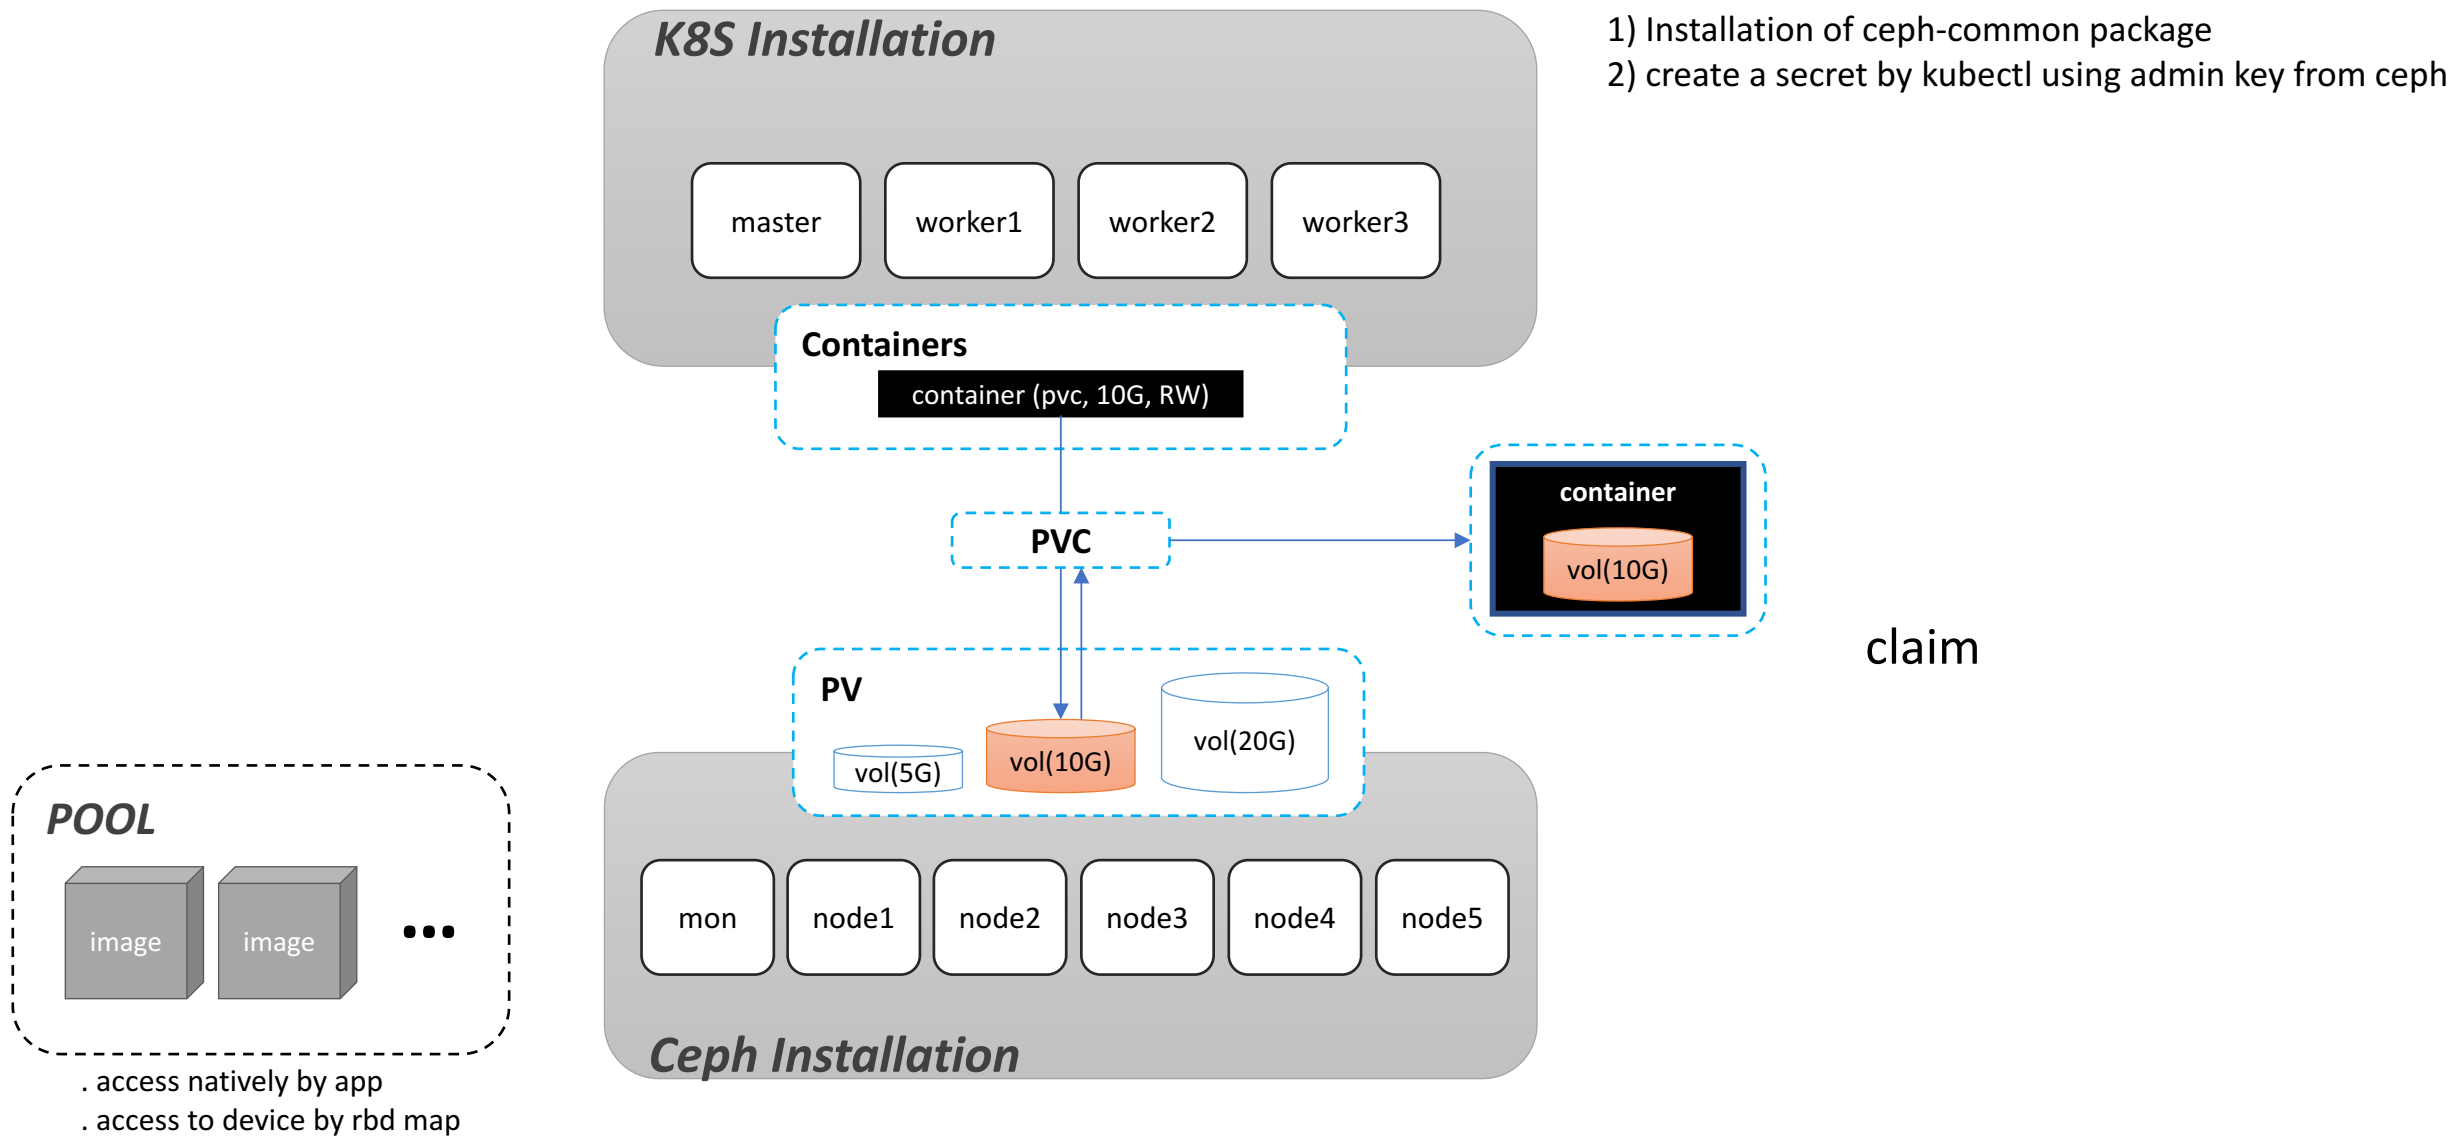 K8S Installation
1) Installation of ceph-common package
2) create a secret by kubectl using admin key from ceph
master
worker1
worker2
worker3
Containers
container (pvc, 10G, RW)
PVC
container
vol(10G)
claim
PV
vol(5G)
vol(10G)
vol(20G)
POOL
image
image
...
mon
node1
node2
node3
node4
node5
Ceph Installation
. access natively by app
. access to device by rbd map